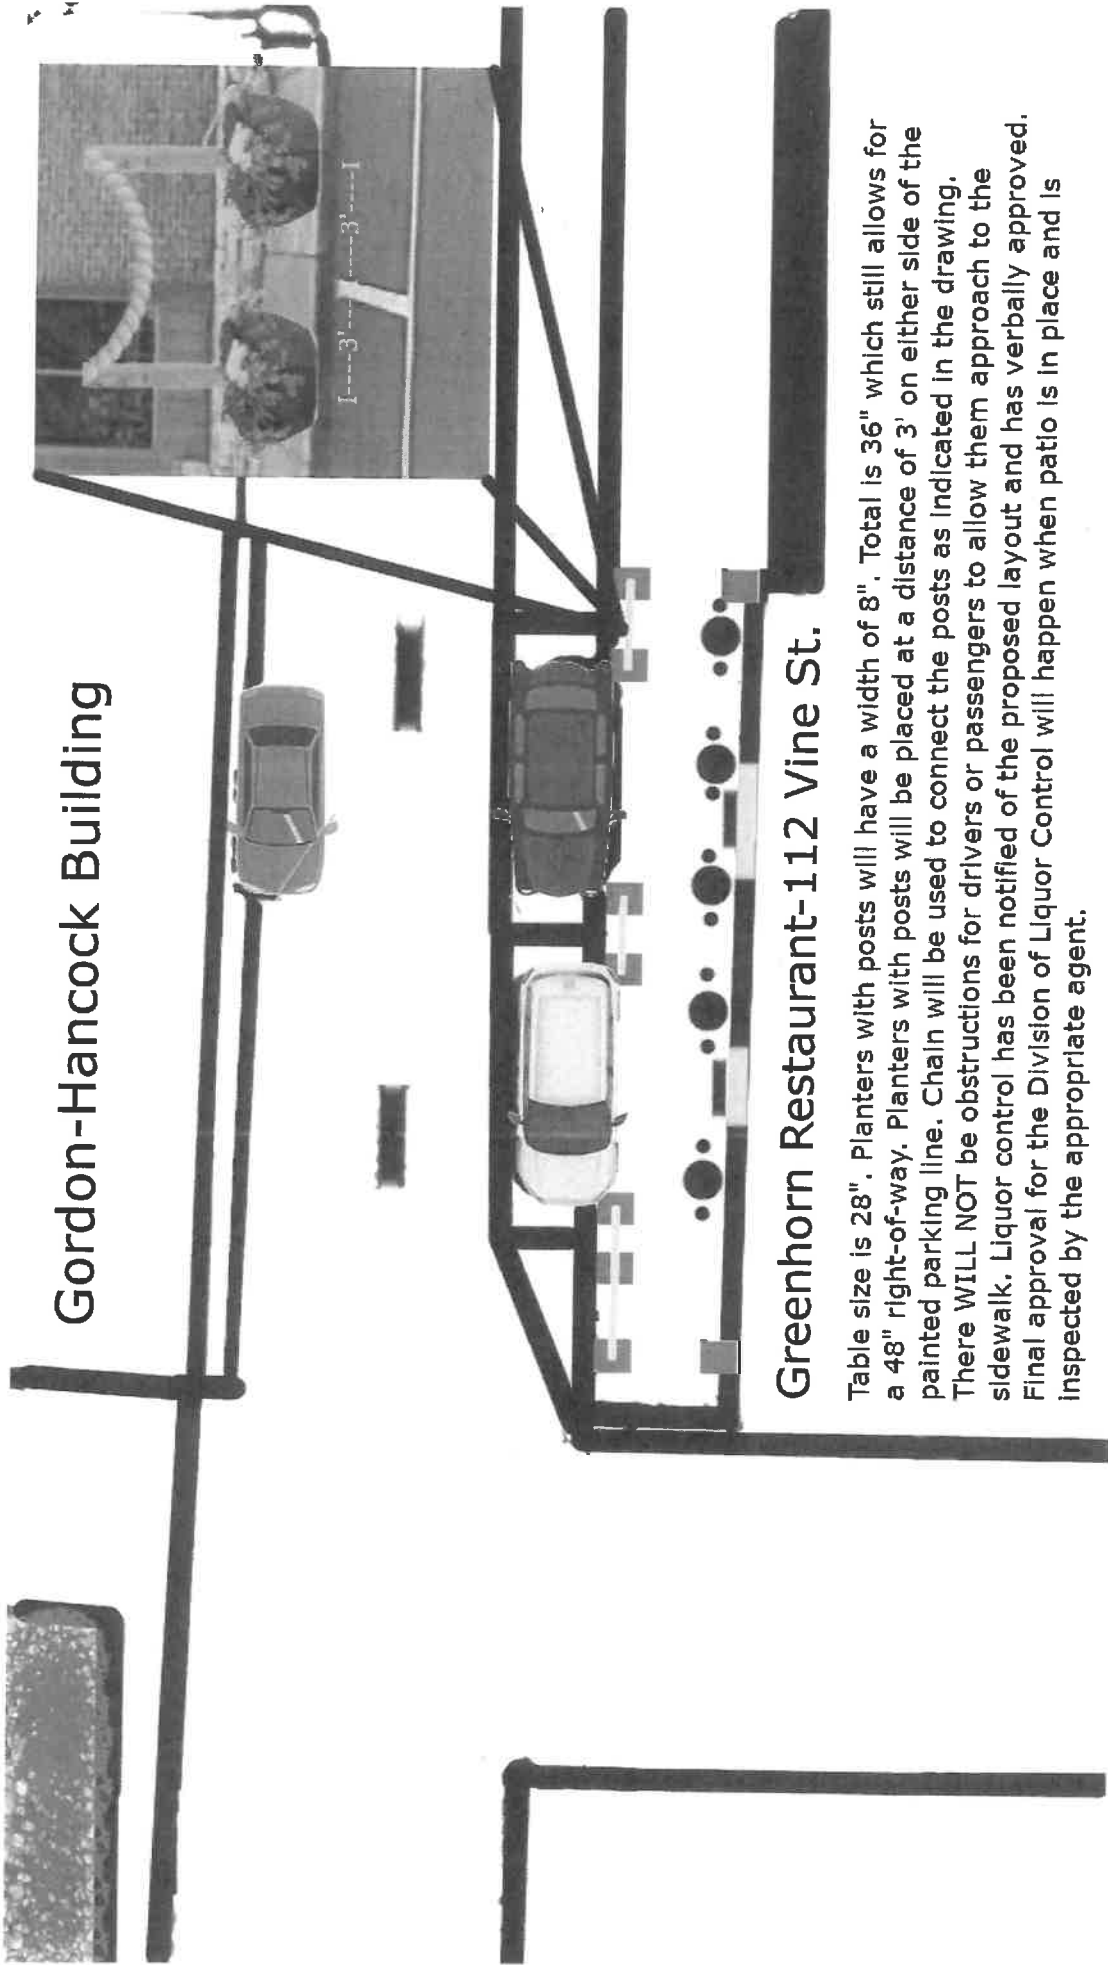 Gordon-Hancock Building
I----3'-------3'----I
Greenhorn Restaurant-112 Vine St.
Table size is 28". Planters with posts will have a width of 8". Total is 36" which still allows for
a 48" right-of-way. Planters with posts will be placed at a distance of 3' on either side of the
painted parking line. Chain will be used to connect the posts as indicated in the drawing.
There WILL NOT be obstructions for drivers or passengers to allow them approach to the
sidewalk. Liquor control has been notified of the proposed layout and has verbally approved.
Final approval for the Division of Liquor Control will happen when patio is in place and is
inspected by the appropriate agent.